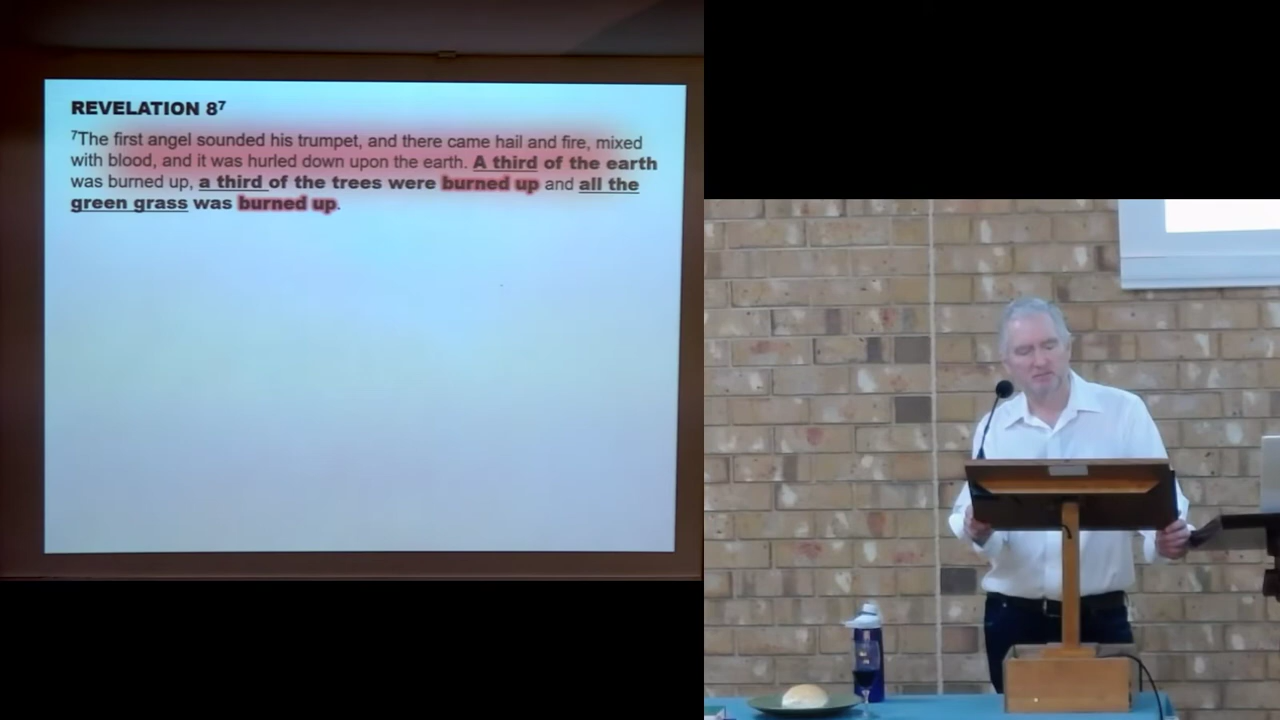 REVELATION 8⁷
⁷The first angel sounded his trumpet, and there came hail and fire, mixed
with blood, and it was hurled down upon the earth. A third of the earth
was burned up, a third of the trees were burned up and all the
green grass was burned up.